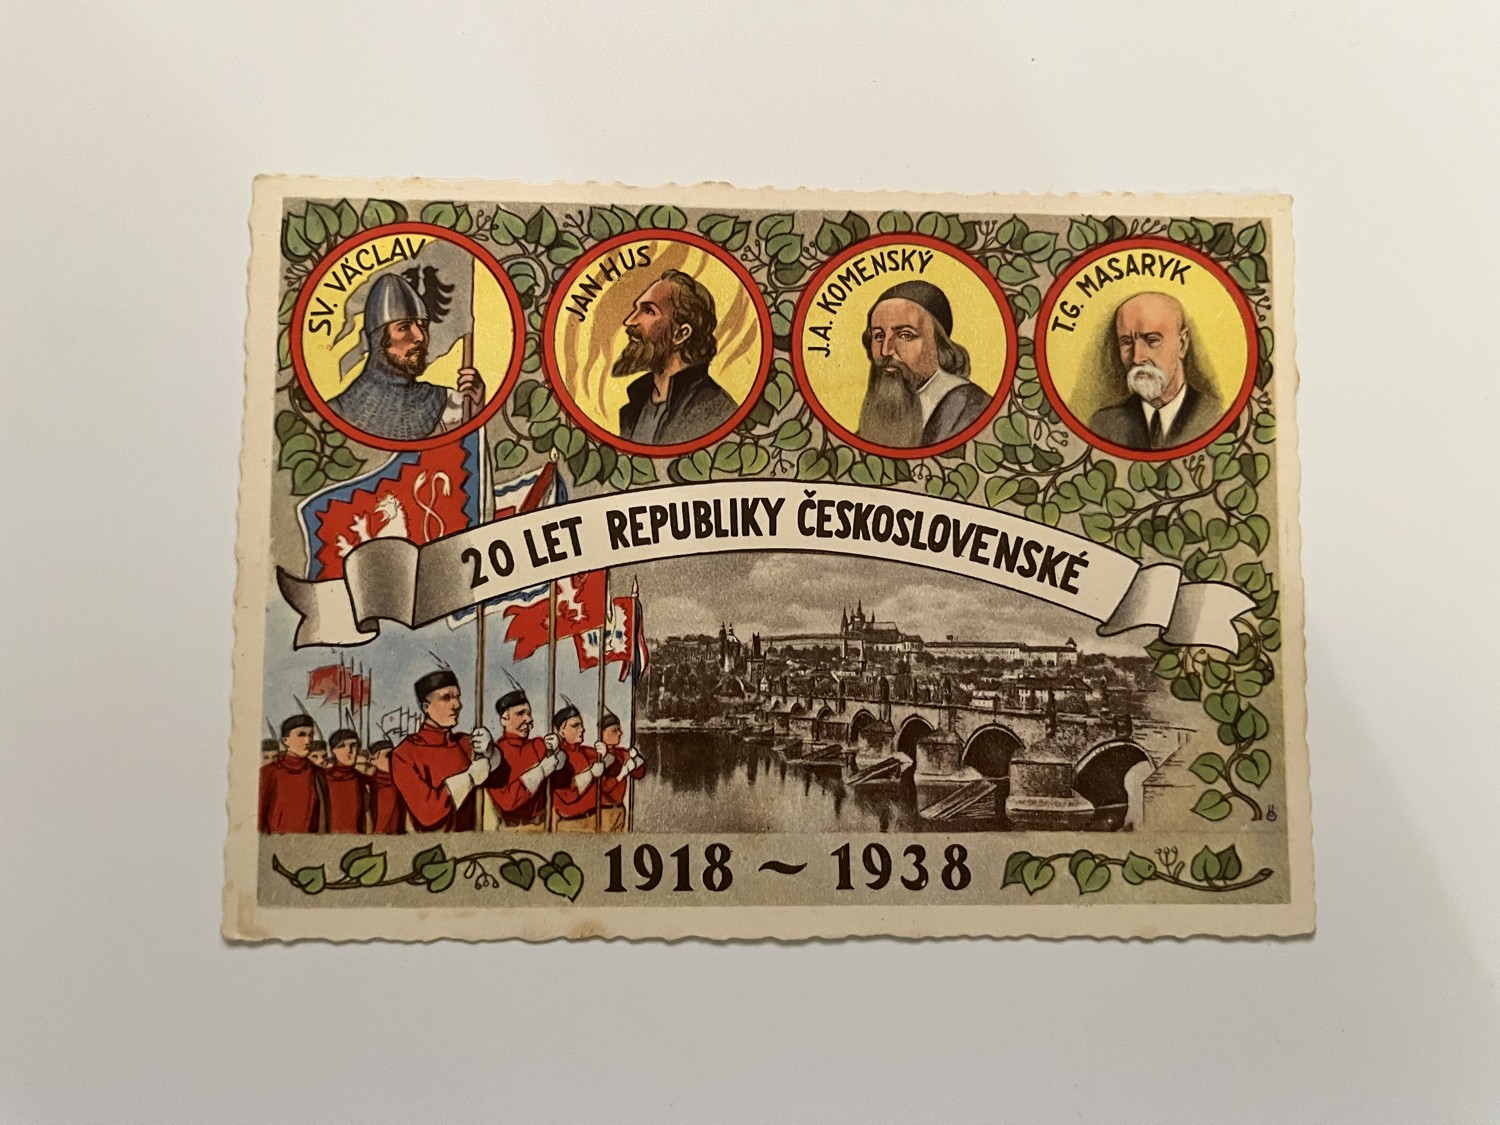 SV. VÁCLAV
JAN HUS
J.A. KOMENSKÝ
T.G. MASARYK
20 LET REPUBLIKY ČESKOSLOVENSKÉ
1918 ~ 1938